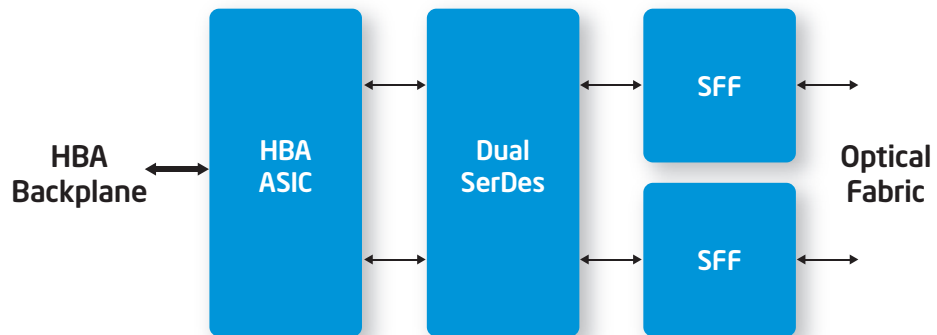 HBA
Backplane
HBA
ASIC
Dual
SerDes
SFF
SFF
Optical
Fabric